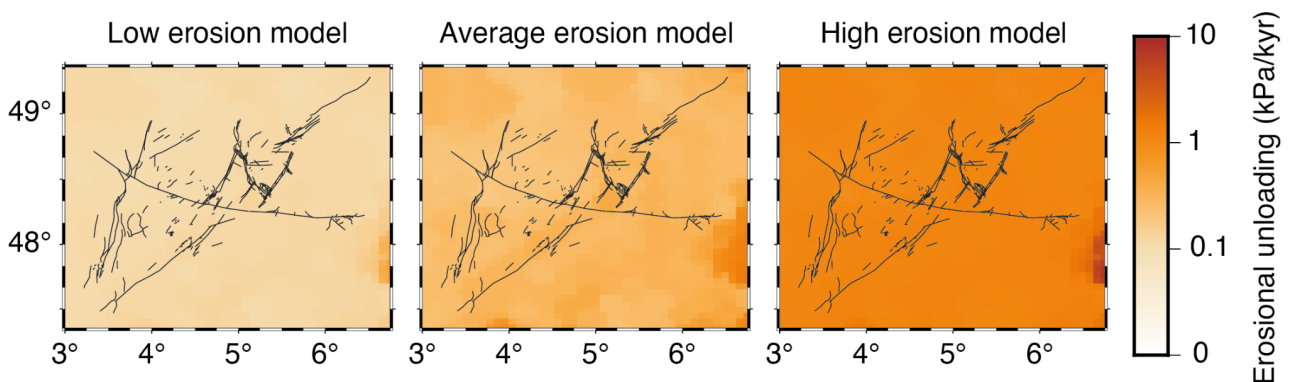 Low erosion model
Average erosion model
High erosion model
49°
48°
3° 4° 5° 6°
3° 4° 5° 6°
3° 4° 5° 6°
10
1
0.1
0
Erosional unloading (kPa/kyr)